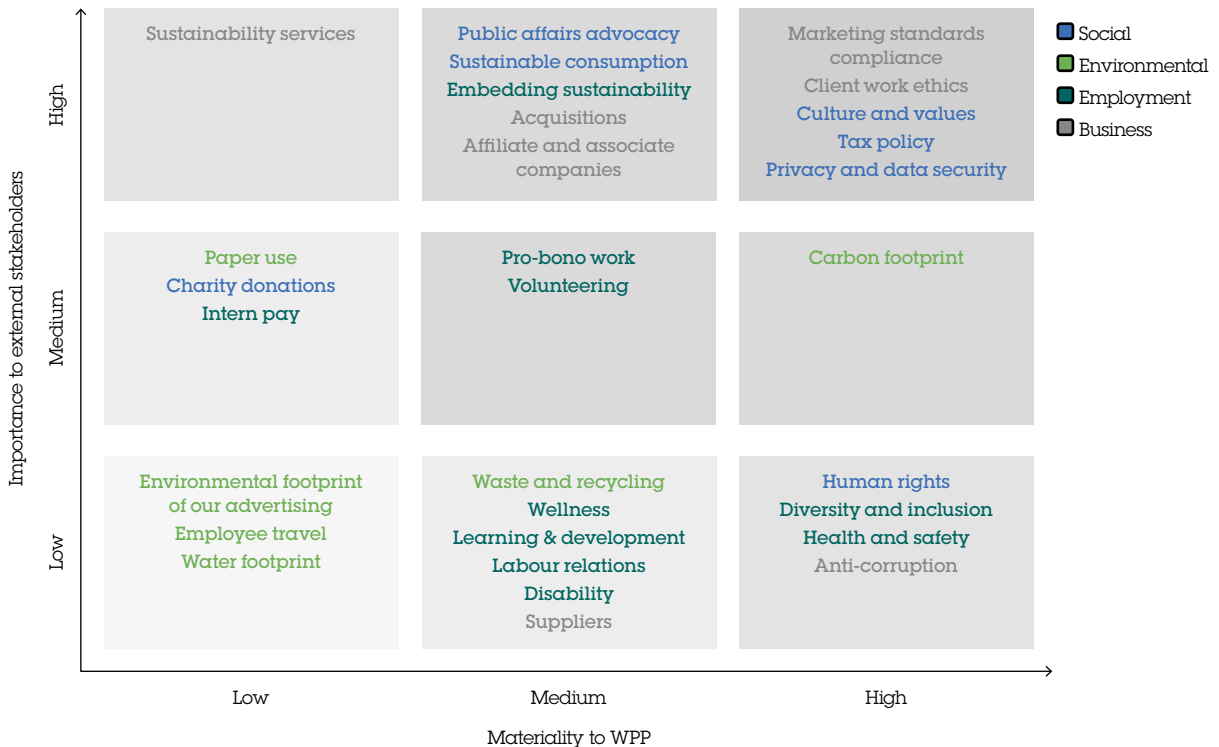 Sustainability services
Public affairs advocacy
Sustainable consumption
Embedding sustainability
Acquisitions
Affiliate and associate
companies
Marketing standards
compliance
Client work ethics
Culture and values
Tax policy
Privacy and data security
Social
Environmental
Employment
Business
High
Paper use
Charity donations
Intern pay
Pro-bono work
Volunteering
Carbon footprint
Medium
Importance to external stakeholders
Environmental footprint
of our advertising
Employee travel
Water footprint
Waste and recycling
Wellness
Learning & development
Labour relations
Disability
Suppliers
Human rights
Diversity and inclusion
Health and safety
Anti-corruption
Low
Low
Medium
High
Materiality to WPP